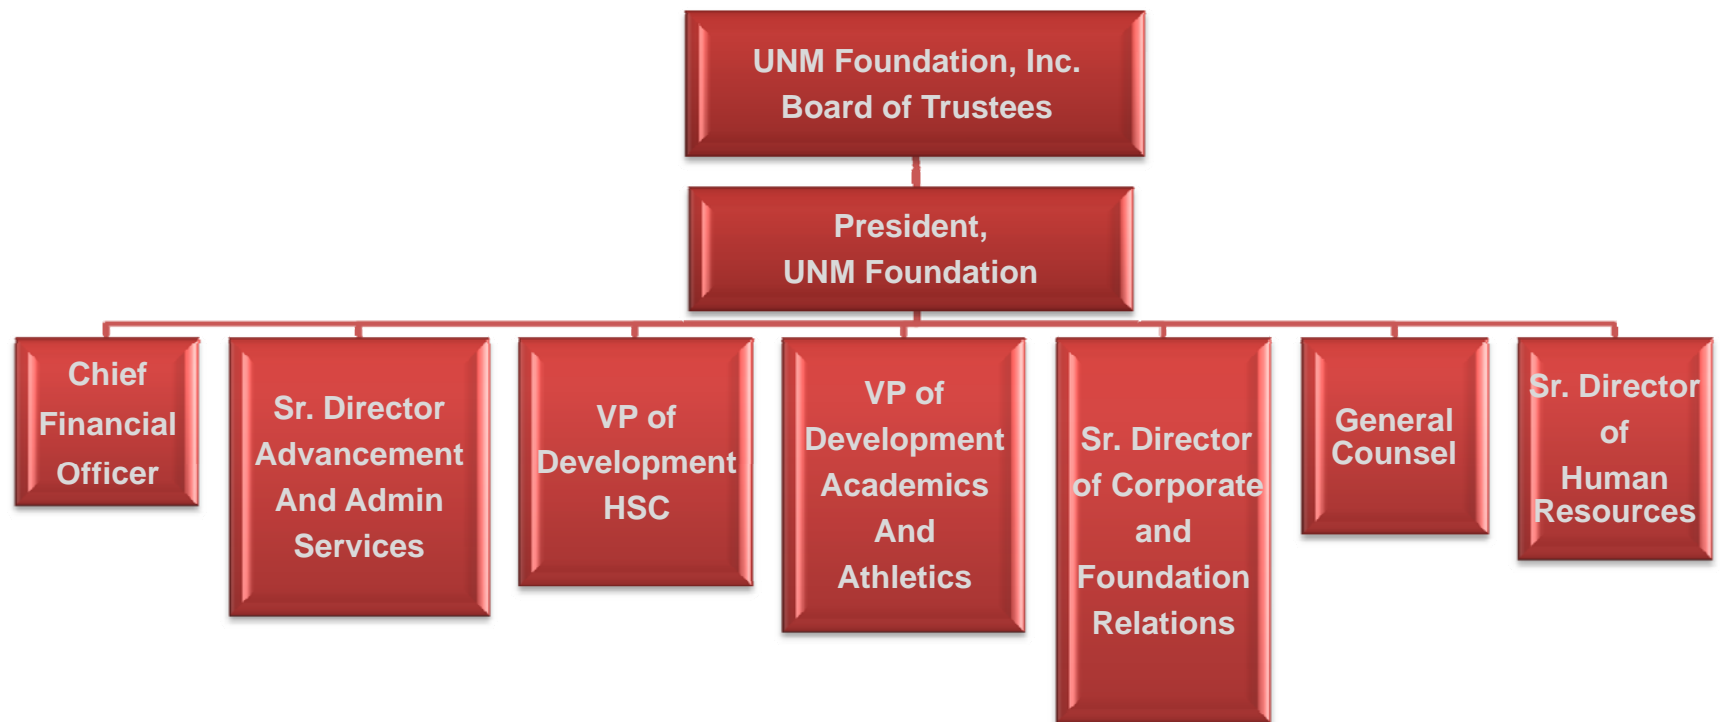 UNM Foundation, Inc.
Board of Trustees
President,
UNM Foundation
Chief
Financial
Officer
Sr. Director
Advancement
And Admin
Services
VP of
Development
HSC
VP of
Development
Academics
And
Athletics
Sr. Director
of Corporate
and
Foundation
Relations
General
Counsel
Sr. Director
of
Human
Resources